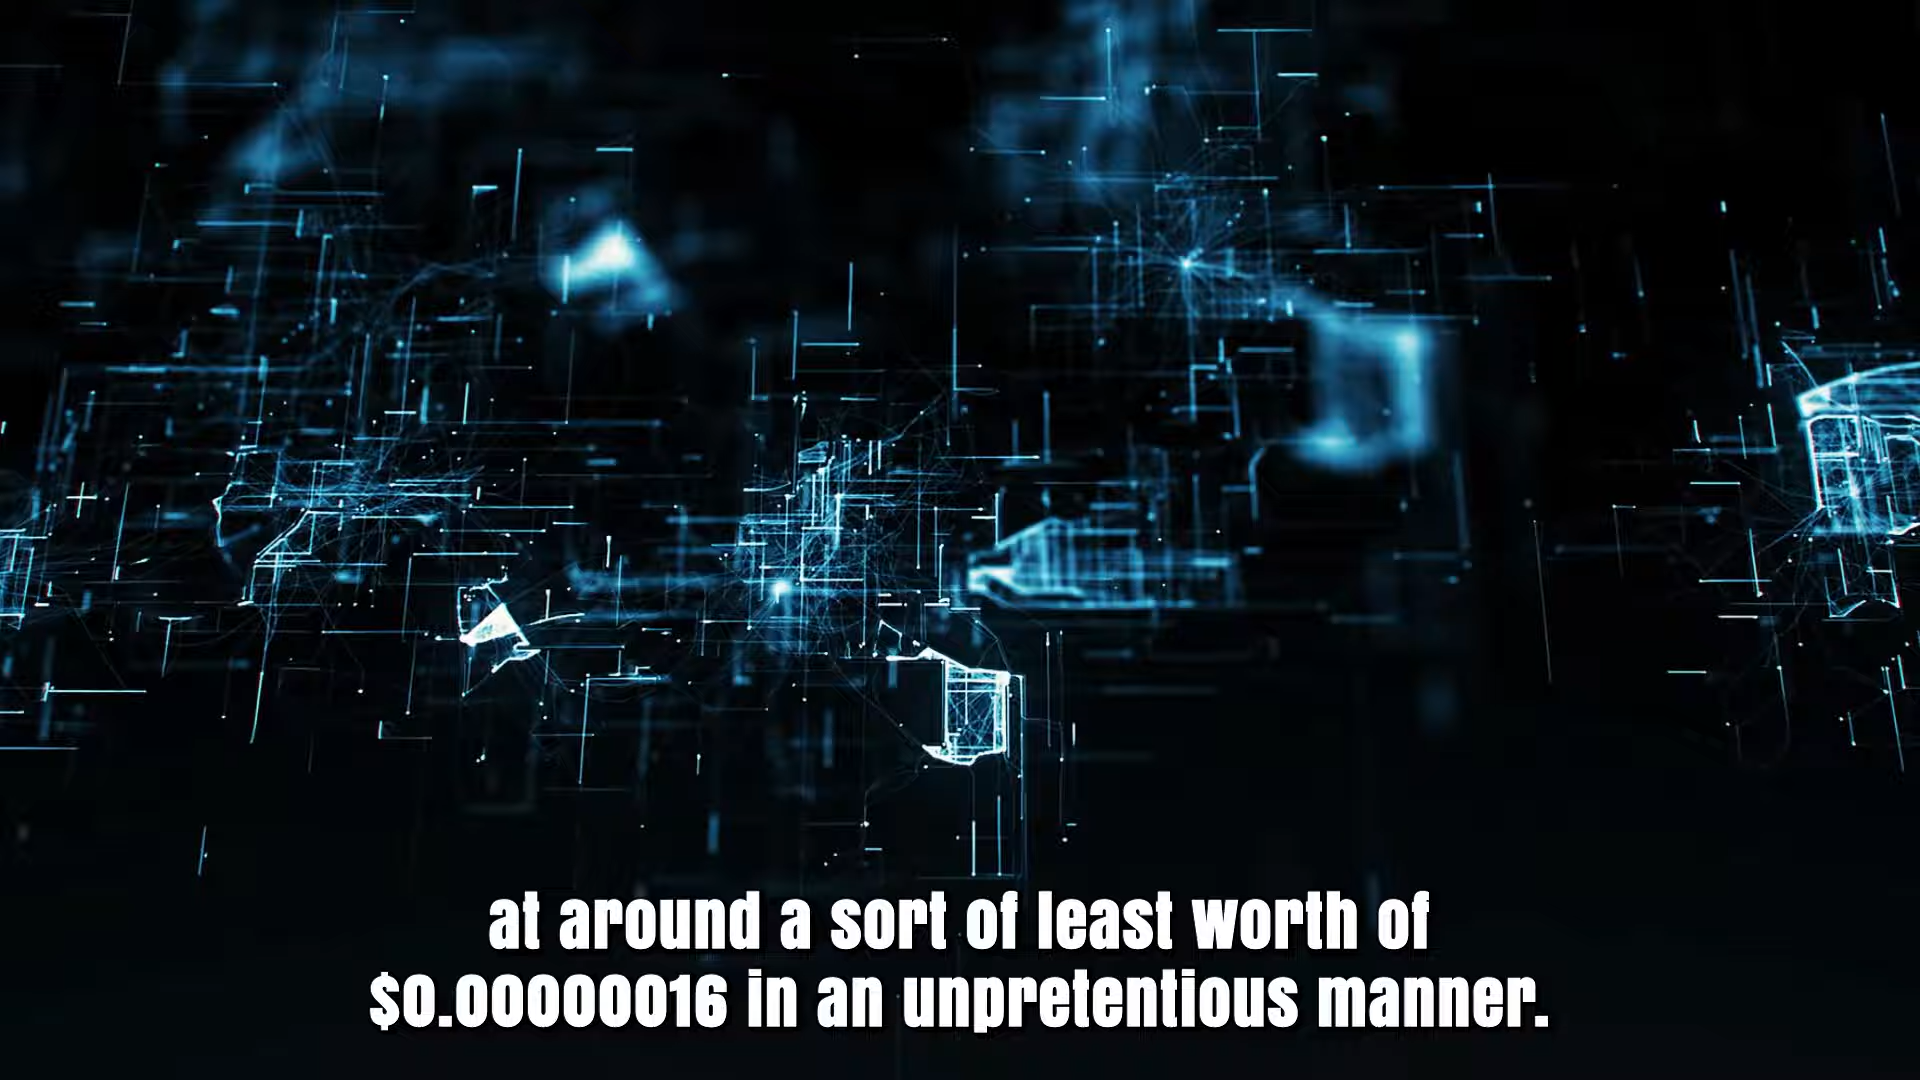 at around a sort of least worth of
$0.00000016 in an unpretentious manner.